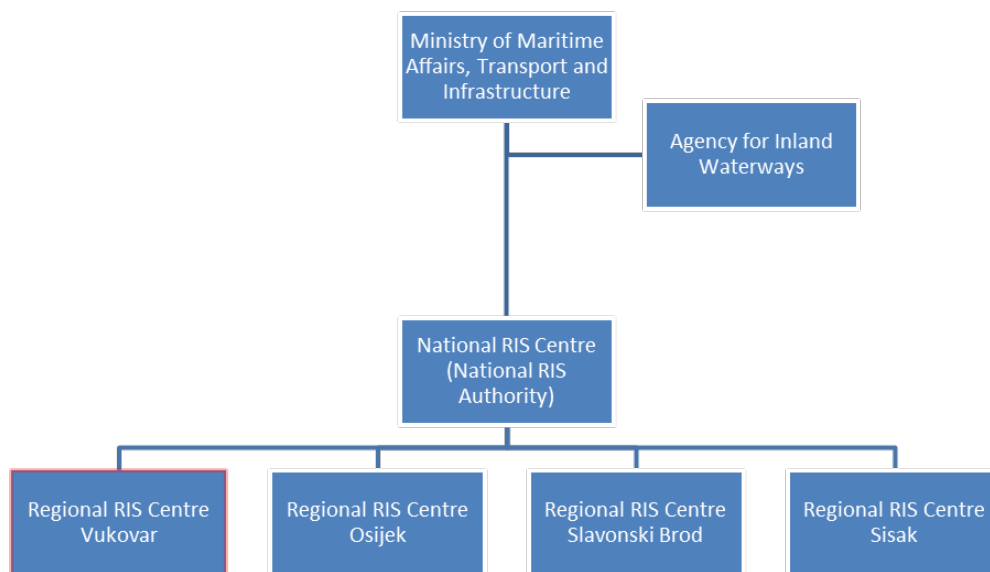 Ministry of Maritime
Affairs, Transport and
Infrastructure
Agency for Inland
Waterways
National RIS Centre
(National RIS
Authority)
Regional RIS Centre
Vukovar
Regional RIS Centre
Osijek
Regional RIS Centre
Slavonski Brod
Regional RIS Centre
Sisak